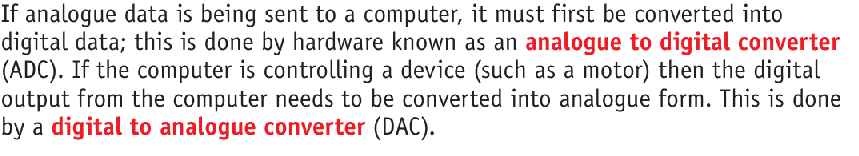 If analogue data is being sent to a computer, it must first be converted into
digital data; this is done by hardware known as an analogue to digital converter
(ADC). If the computer is controlling a device (such as a motor) then the digital
output from the computer needs to be converted into analogue form. This is done
by a digital to analogue converter (DAC).